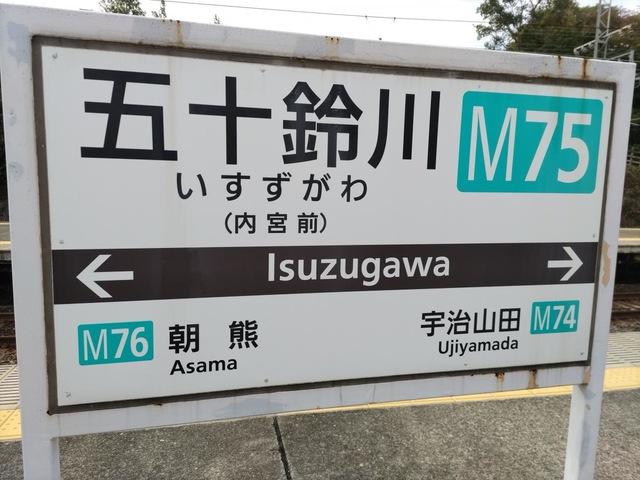 五十鈴川 M75
いすずがわ
（内宮前）
Isuzugawa
M76 朝熊 宇治山田 M74
Asama Ujiyamada